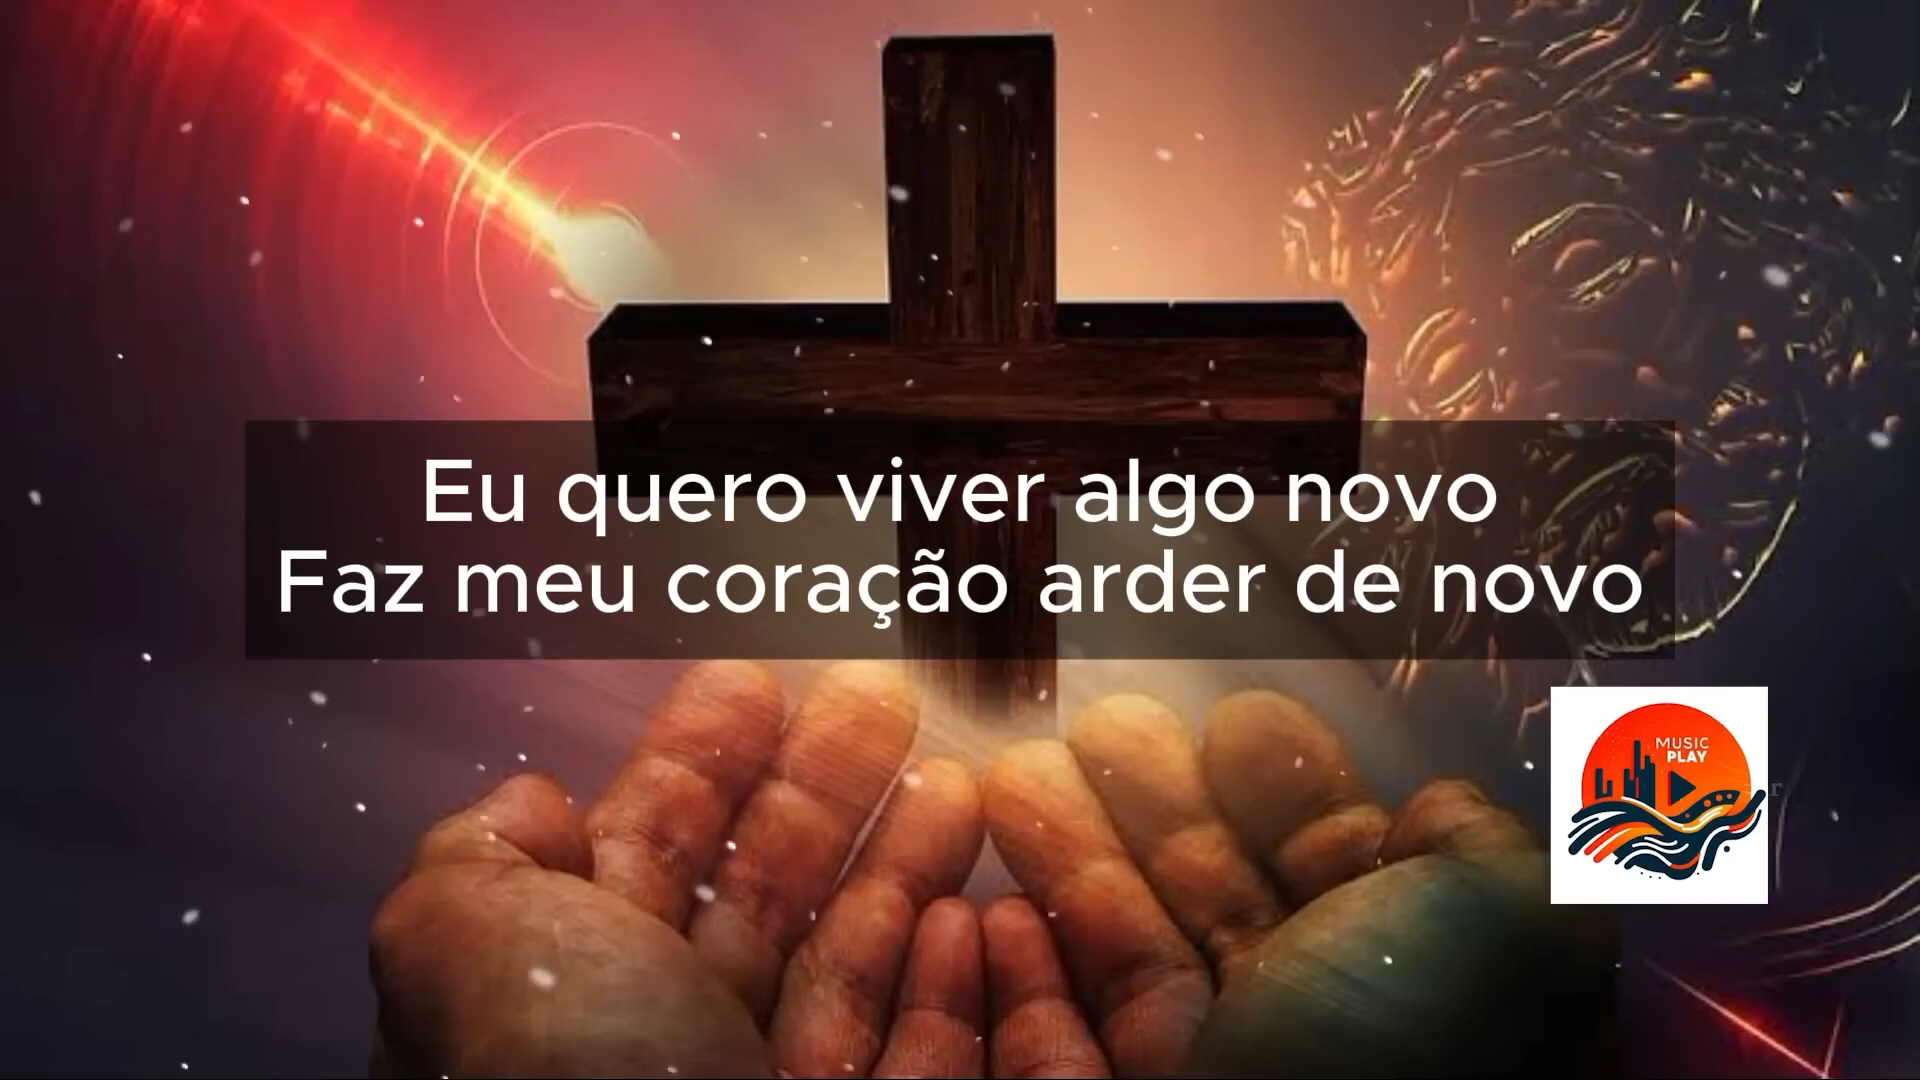 Eu quero viver algo novo
Faz meu coração arder de novo
MUSIC
PLAY
r